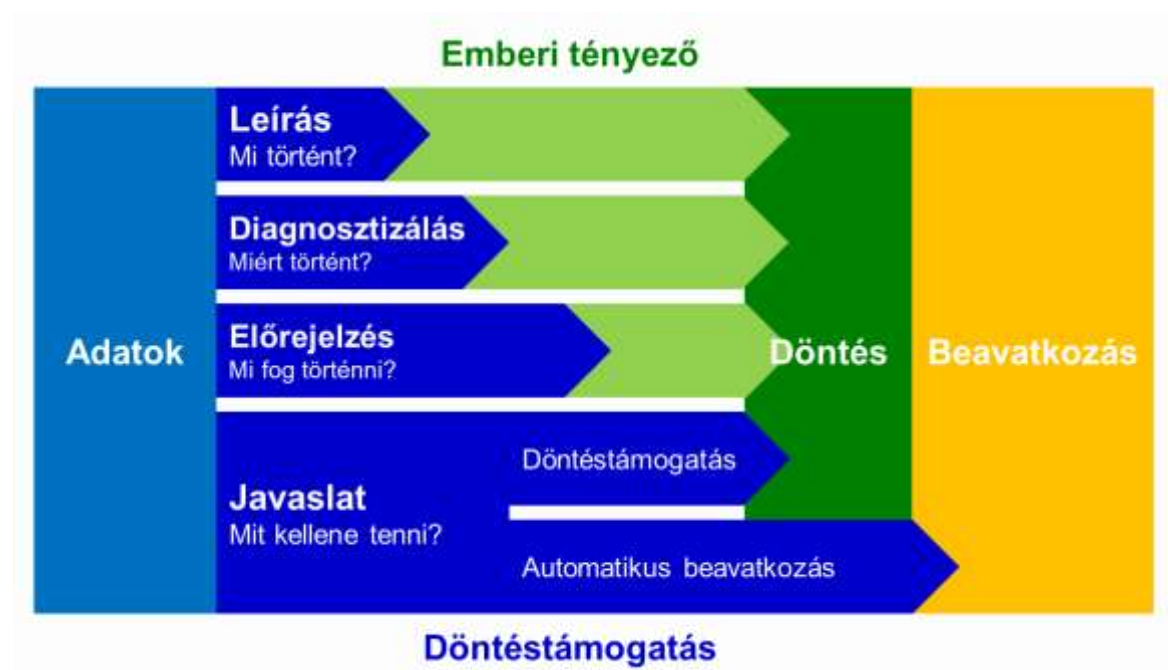 Emberi tényező
Leírás
Mi történt?
Diagnosztizálás
Miért történt?
Előrejelzés
Mi fog történni?
Adatok
Döntés
Beavatkozás
Döntéstámogatás
Javaslat
Mit kellene tenni?
Automatikus beavatkozás
Döntéstámogatás